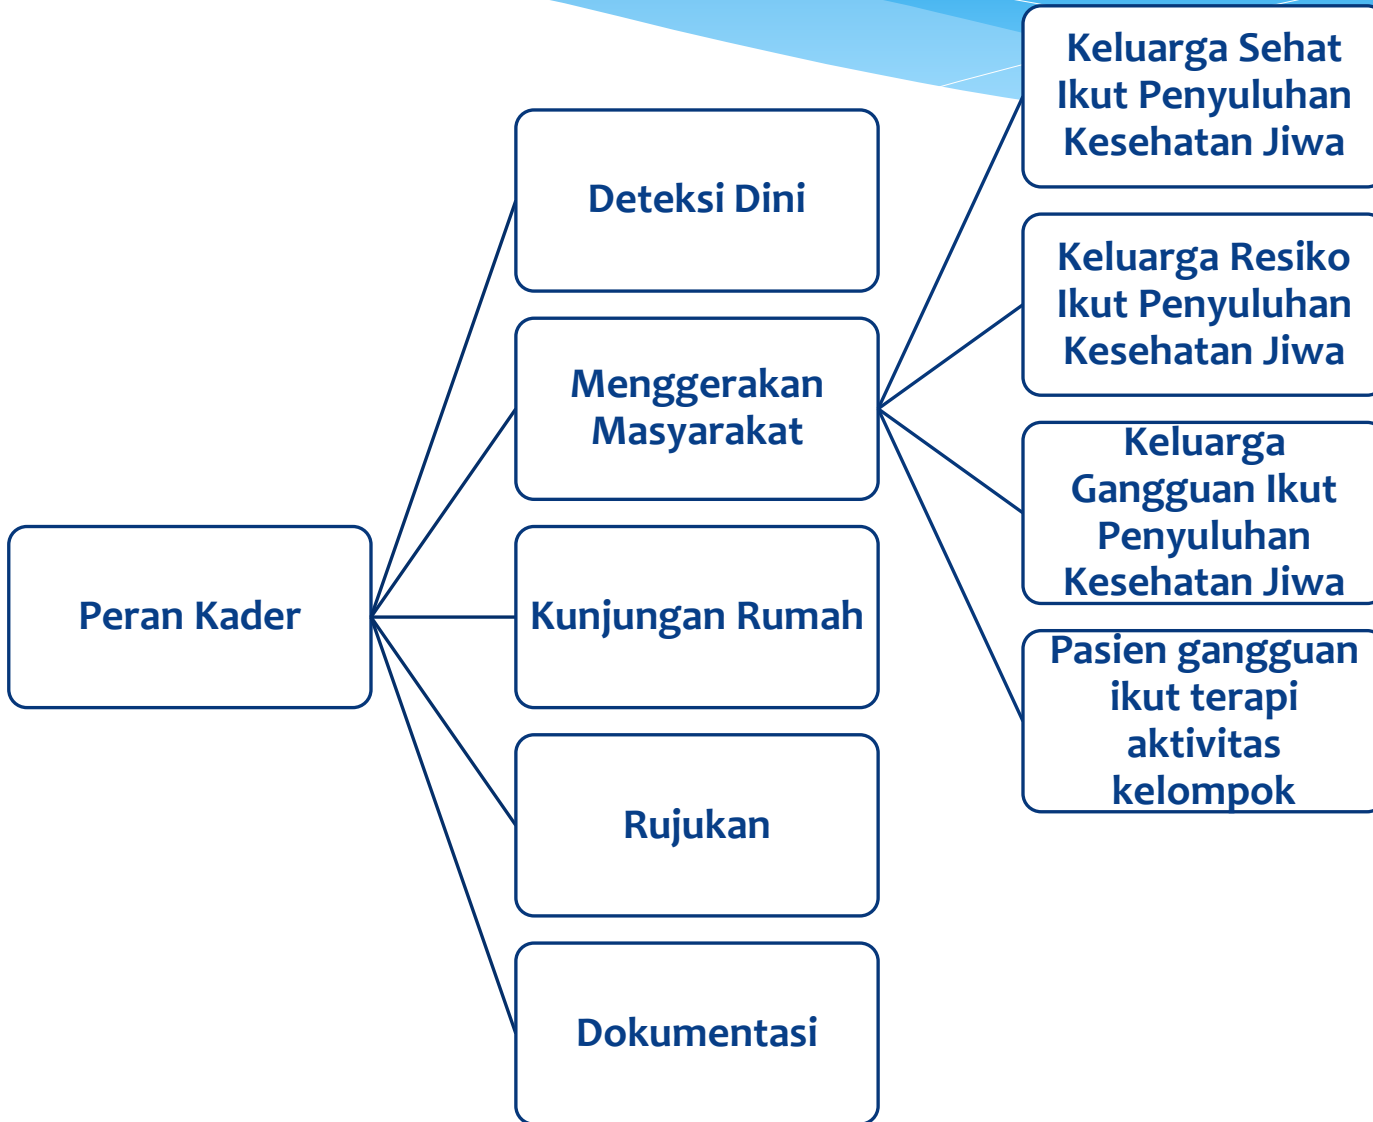 Peran Kader
Deteksi Dini
Menggerakan
Masyarakat
Kunjungan Rumah
Rujukan
Dokumentasi
Keluarga Sehat
Ikut Penyuluhan
Kesehatan Jiwa
Keluarga Resiko
Ikut Penyuluhan
Kesehatan Jiwa
Keluarga
Gangguan Ikut
Penyuluhan
Kesehatan Jiwa
Pasien gangguan
ikut terapi
aktivitas
kelompok